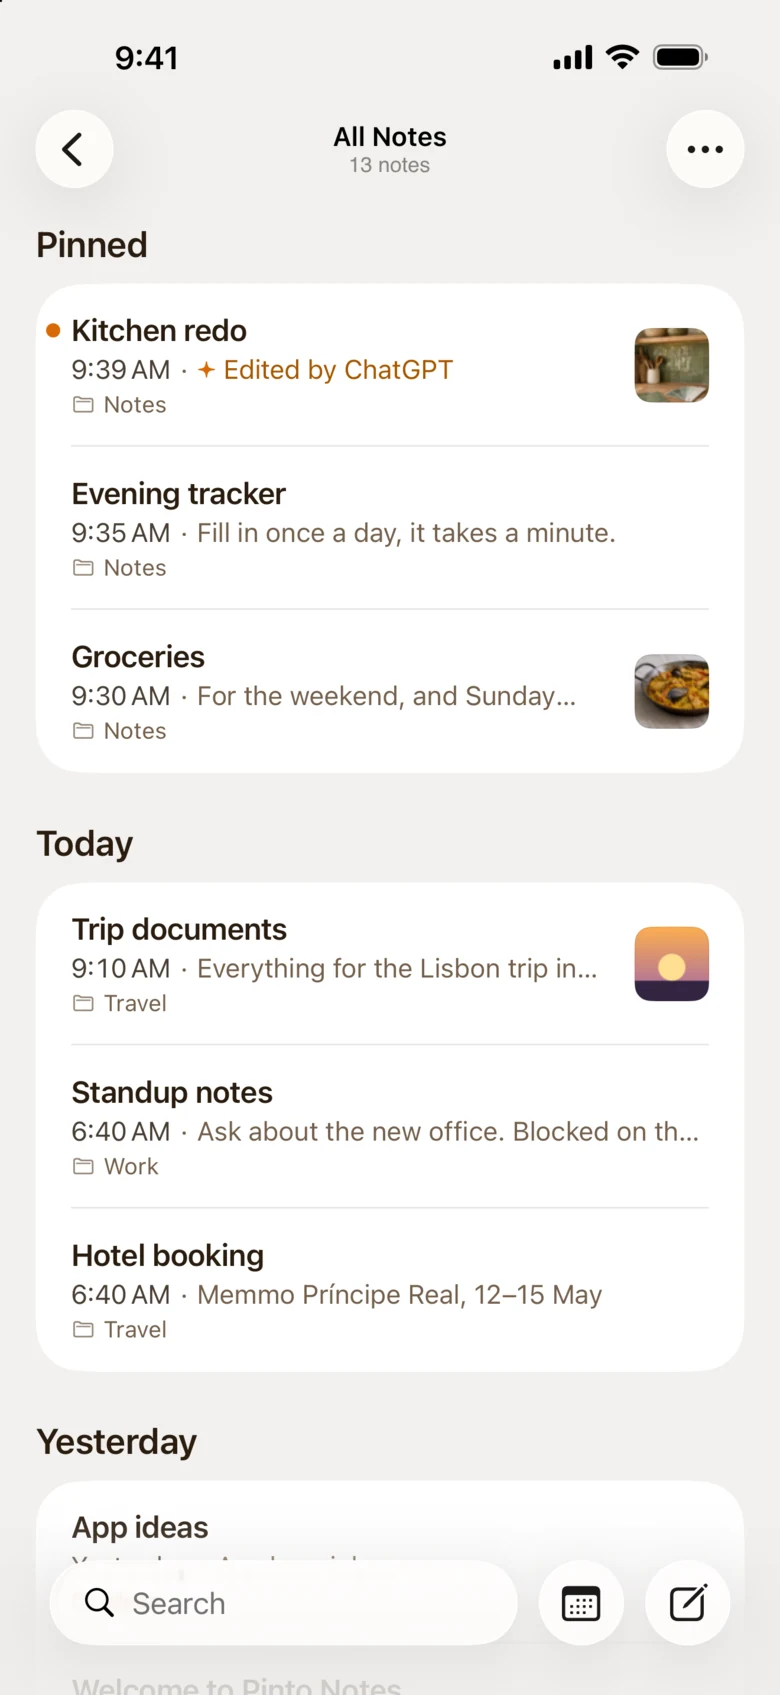 9:41
All Notes
13 notes
Pinned
Kitchen redo
9:39 AM · Edited by ChatGPT
Notes
Evening tracker
9:35 AM · Fill in once a day, it takes a minute.
Notes
Groceries
9:30 AM · For the weekend, and Sunday...
Notes
Today
Trip documents
9:10 AM · Everything for the Lisbon trip in...
Travel
Standup notes
6:40 AM · Ask about the new office. Blocked on th...
Work
Hotel booking
6:40 AM · Memmo Príncipe Real, 12–15 May
Travel
Yesterday
App ideas
Search
Welcome to Pinto Notes